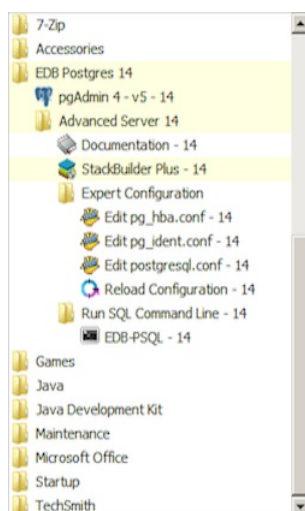 7-Zip
Accessories
EDB Postgres 14
pgAdmin 4 - v5 - 14
Advanced Server 14
Documentation - 14
StackBuilder Plus - 14
Expert Configuration
Edit pg_hba.conf - 14
Edit pg_ident.conf - 14
Edit postgresql.conf - 14
Reload Configuration - 14
Run SQL Command Line - 14
EDB-PSQL - 14
Games
Java
Java Development Kit
Maintenance
Microsoft Office
Startup
TechSmith